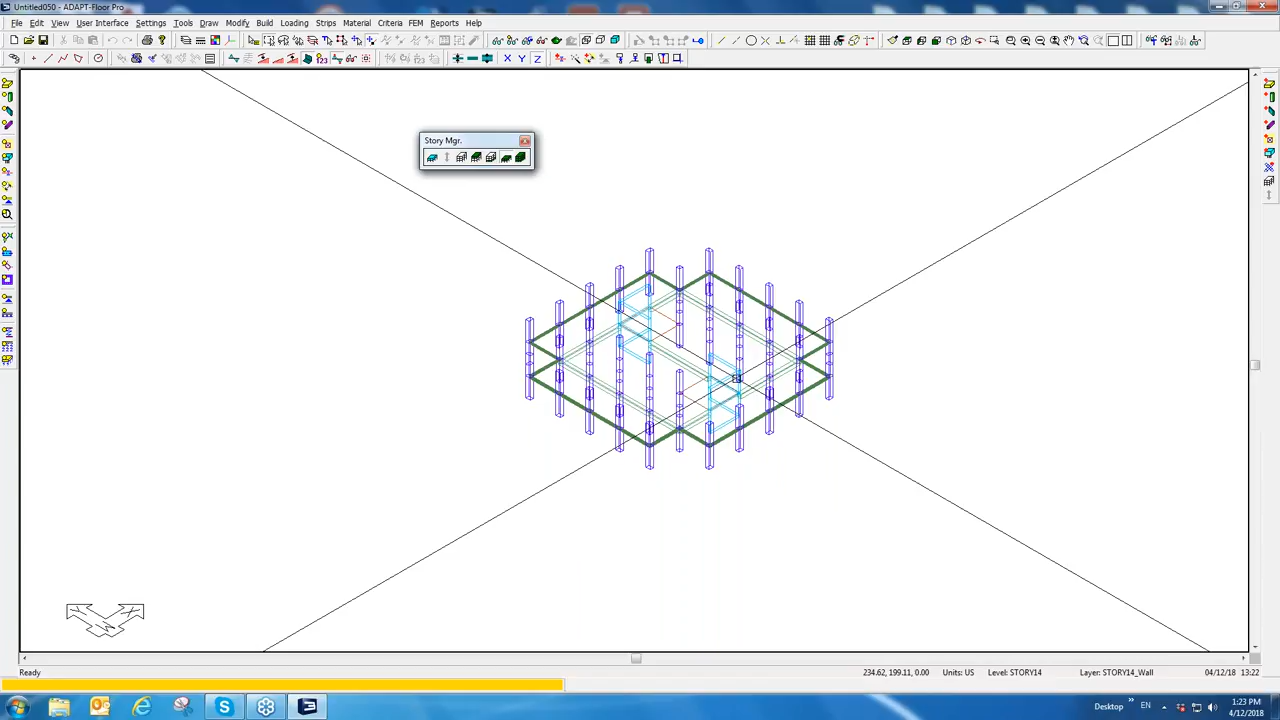 Untitled050 - ADAPT-Floor Pro
File Edit View User Interface Settings Tools Draw Modify Build Loading Strips Material Criteria FEM Reports Help
X Y Z
Story Mgr.
Ready
234.62, 199.11, 0.00 Units: US Level: STORY14 Layer: STORY14_Wall 04/12/18 13:22
Desktop » EN 1:23 PM
4/12/2018